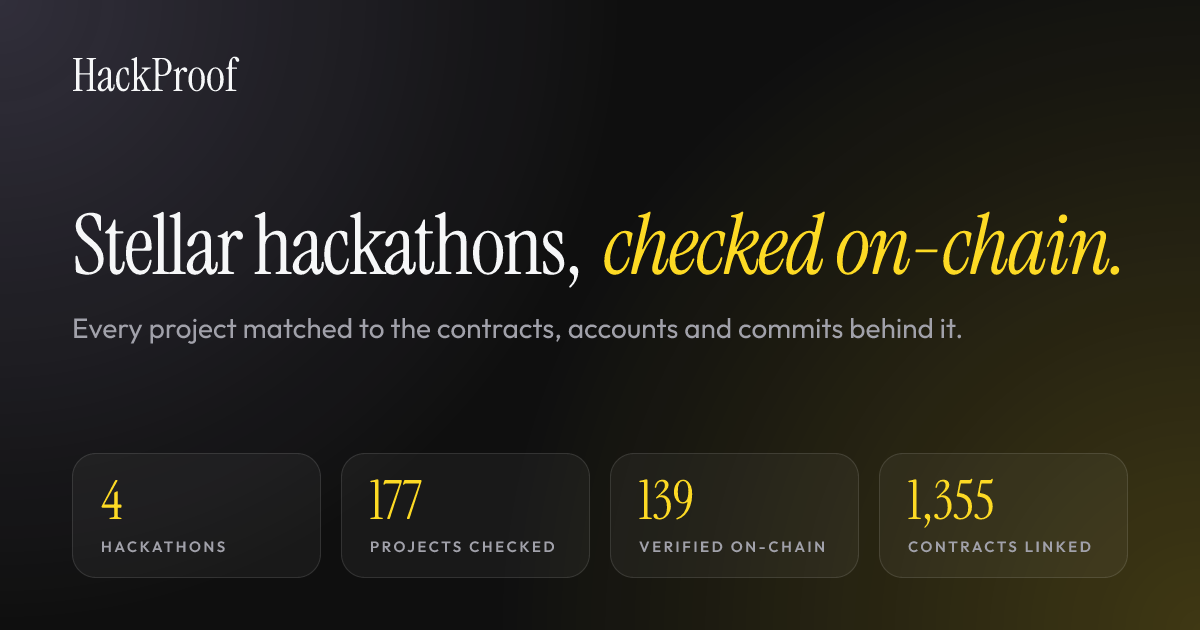 HackProof
Stellar hackathons, checked on-chain.
Every project matched to the contracts, accounts and commits behind it.
4
HACKATHONS
177
PROJECTS CHECKED
139
VERIFIED ON-CHAIN
1,355
CONTRACTS LINKED